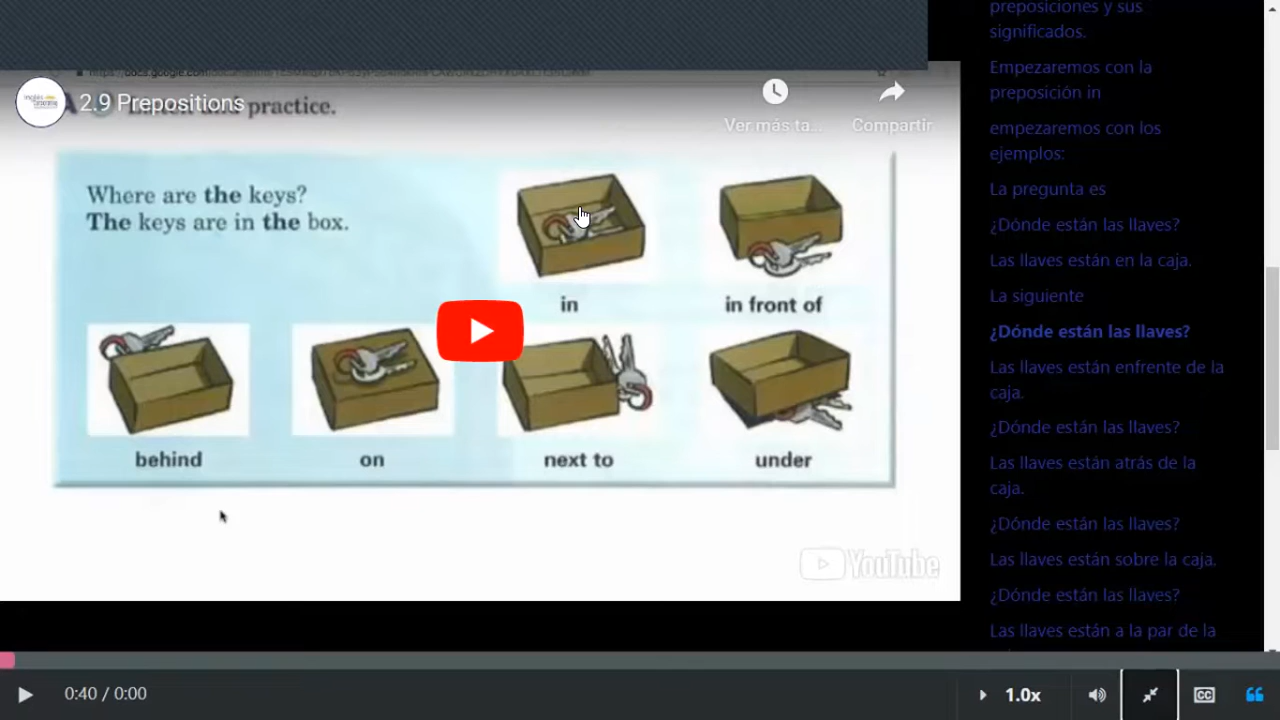 2.9 Prepositions
Listen and practice.
Ver más ta...
Compartir
Where are the keys?
The keys are in the box.
in
in front of
behind
on
next to
under
YouTube
preposiciones y sus
significados.
Empezaremos con la
preposición in
empezaremos con los
ejemplos:
La pregunta es
¿Dónde están las llaves?
Las llaves están en la caja.
La siguiente
¿Dónde están las llaves?
Las llaves están enfrente de la
caja.
¿Dónde están las llaves?
Las llaves están atrás de la
caja.
¿Dónde están las llaves?
Las llaves están sobre la caja.
¿Dónde están las llaves?
Las llaves están a la par de la
0:40 / 0:00
1.0x
CC